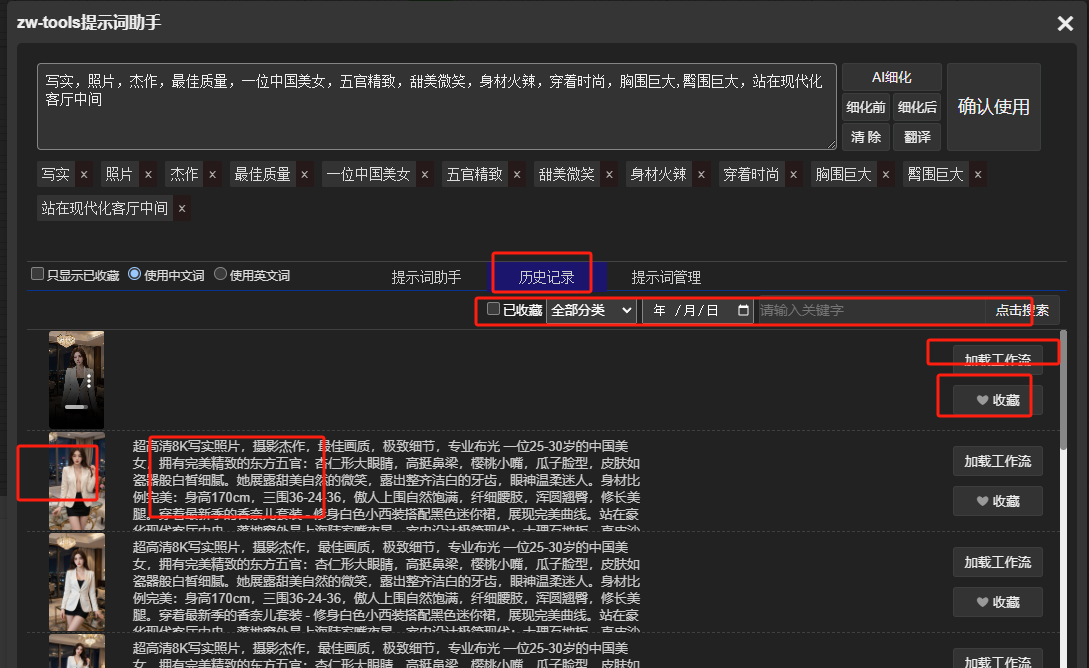 zw-tools提示词助手
写实，照片，杰作，最佳质量，一位中国美女，五官精致，甜美微笑，身材火辣，穿着时尚，胸围巨大,臀围巨大，站在现代化
客厅中间
AI细化
细化前 细化后
清 除 翻译
确认使用
写实 × 照片 × 杰作 × 最佳质量 × 一位中国美女 × 五官精致 × 甜美微笑 × 身材火辣 × 穿着时尚 × 胸围巨大 × 臀围巨大 ×
站在现代化客厅中间 ×
只显示已收藏 使用中文词 使用英文词 提示词助手 历史记录 提示词管理
已收藏 全部分类 年 /月/日 请输入关键字 点击搜索
加载工作流
收藏
超高清8K写实照片，摄影杰作，最佳画质，极致细节，专业布光 一位25-30岁的中国美
女，拥有完美精致的东方五官：杏仁形大眼睛，高挺鼻梁，樱桃小嘴，瓜子脸型，皮肤如
瓷器般白皙细腻。她展露甜美自然的微笑，露出整齐洁白的牙齿，眼神温柔迷人。身材比
例完美：身高170cm，三围36-24-36，傲人上围自然饱满，纤细腰肢，浑圆翘臀，修长美
腿。穿着最新季的香奈儿套装 - 修身白色小西装搭配黑色迷你裙，展现完美曲线。站在豪
加载工作流
收藏
超高清8K写实照片，摄影杰作，最佳画质，极致细节，专业布光 一位25-30岁的中国美
女，拥有完美精致的东方五官：杏仁形大眼睛，高挺鼻梁，樱桃小嘴，瓜子脸型，皮肤如
瓷器般白皙细腻。她展露甜美自然的微笑，露出整齐洁白的牙齿，眼神温柔迷人。身材比
例完美：身高170cm，三围36-24-36，傲人上围自然饱满，纤细腰肢，浑圆翘臀，修长美
腿。穿着最新季的香奈儿套装 - 修身白色小西装搭配黑色迷你裙，展现完美曲线。站在豪
加载工作流
收藏
超高清8K写实照片，摄影杰作，最佳画质，极致细节，专业布光 一位25-30岁的中国美
女，拥有完美精致的东方五官：杏仁形大眼睛，高挺鼻梁，樱桃小嘴，瓜子脸型，皮肤如
加载工作流